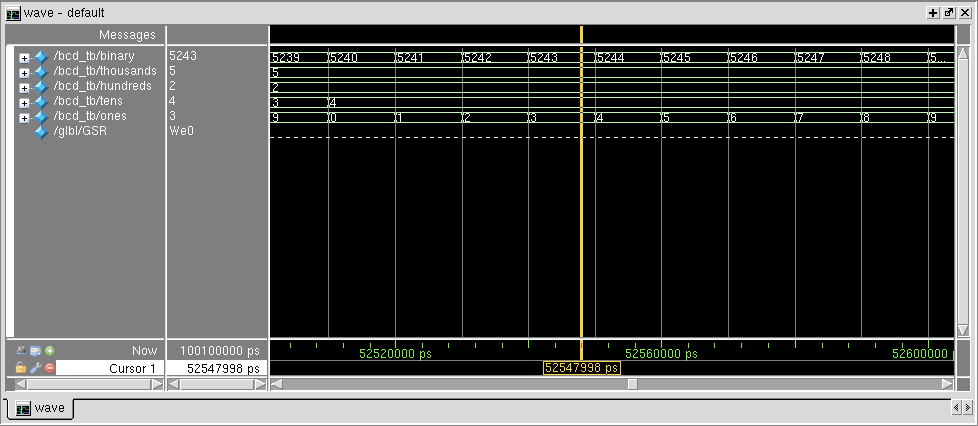 wave - default
Messages
/bcd_tb/binary 5243 5239 5240 5241 5242 5243 5244 5245 5246 5247 5248 5...
/bcd_tb/thousands 5 5
/bcd_tb/hundreds 2 2
/bcd_tb/tens 4 3 4
/bcd_tb/ones 3 9 0 1 2 3 4 5 6 7 8 9
/glbl/GSR We0
Now 100100000 ps 52520000 ps 52560000 ps 52600000
Cursor 1 52547998 ps 52547998 ps
wave